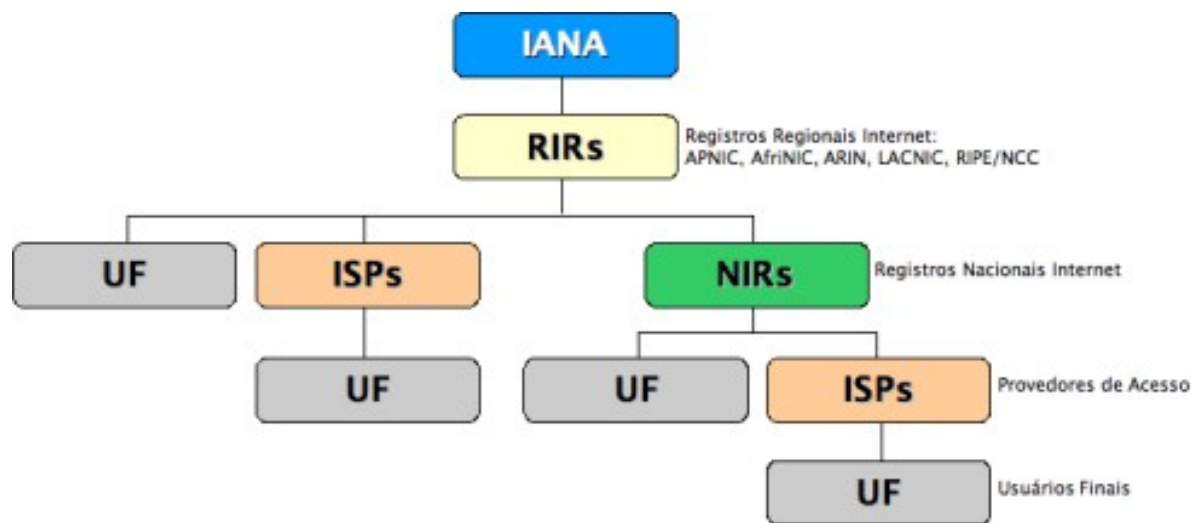 IANA
RIRs
Registros Regionais Internet:
APNIC, AfriNIC, ARIN, LACNIC, RIPE/NCC
UF
ISPs
NIRs
Registros Nacionais Internet
UF
UF
ISPs
Provedores de Acesso
UF
Usuários Finais